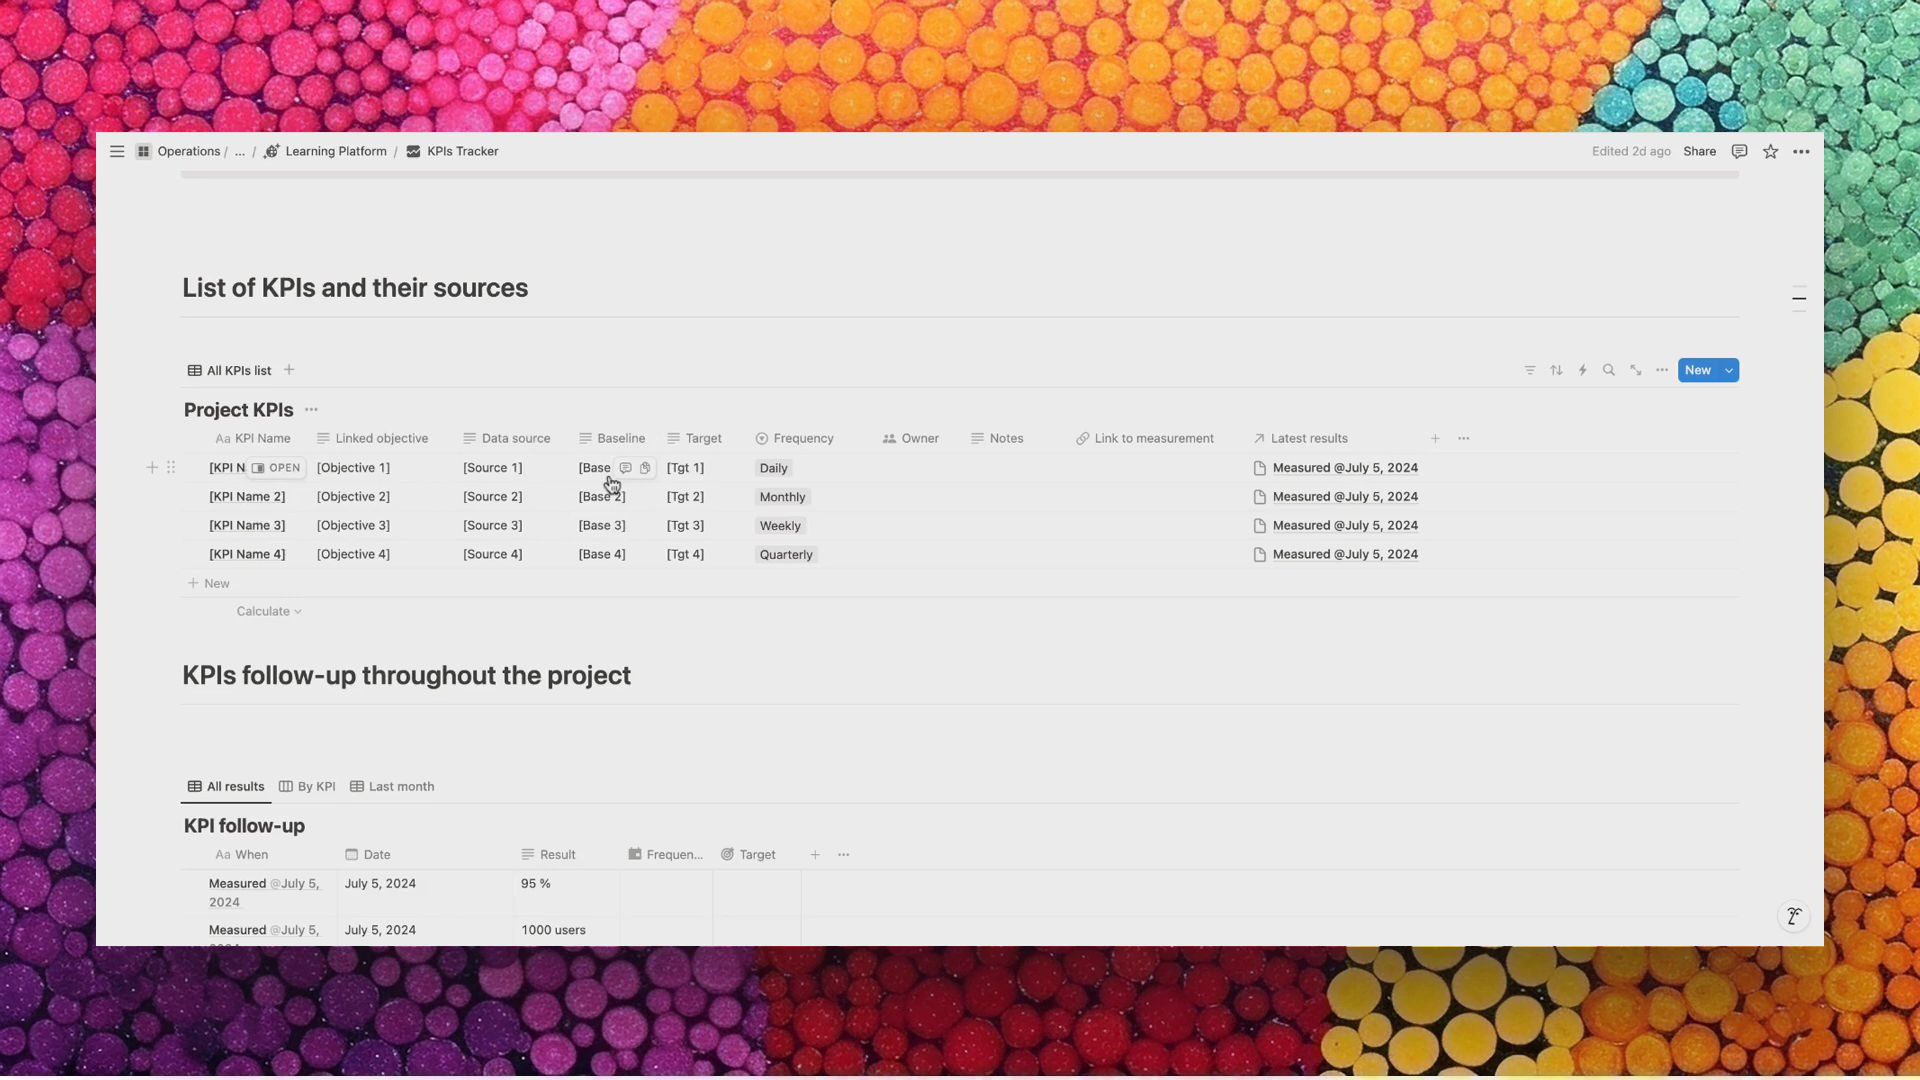 Operations / ... / Learning Platform / KPIs Tracker Edited 2d ago Share
List of KPIs and their sources
All KPIs list New
Project KPIs
Aa KPI Name Linked objective Data source Baseline Target Frequency Owner Notes Link to measurement Latest results
[KPI N OPEN [Objective 1] [Source 1] [Base [Tgt 1] Daily Measured @July 5, 2024
[KPI Name 2] [Objective 2] [Source 2] [Base 2] [Tgt 2] Monthly Measured @July 5, 2024
[KPI Name 3] [Objective 3] [Source 3] [Base 3] [Tgt 3] Weekly Measured @July 5, 2024
[KPI Name 4] [Objective 4] [Source 4] [Base 4] [Tgt 4] Quarterly Measured @July 5, 2024
+ New
Calculate
KPIs follow-up throughout the project
All results By KPI Last month
KPI follow-up
Aa When Date Result Frequen... Target
Measured @July 5, July 5, 2024 95 %
2024
Measured @July 5, July 5, 2024 1000 users